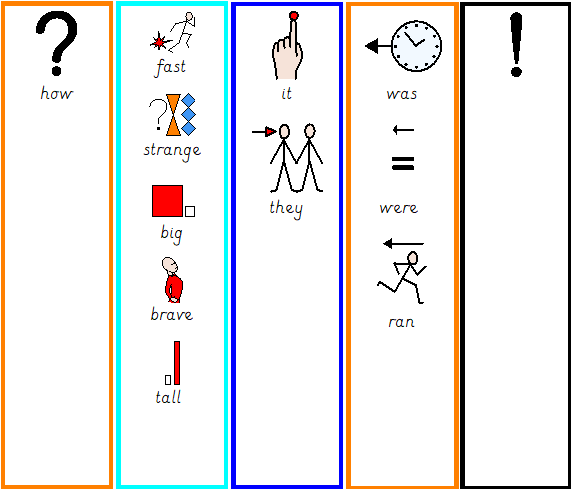 ?
how
fast
?
strange
big
brave
tall
it
they
was
=
were
ran
!